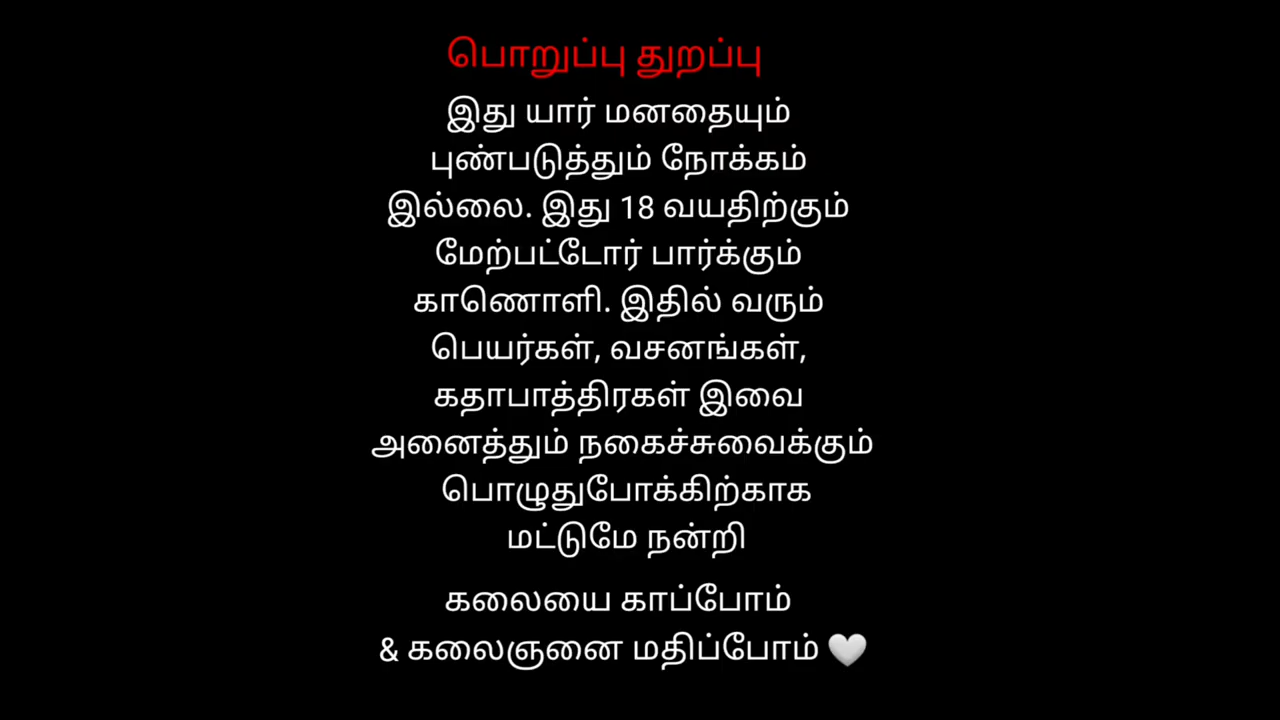 பொறுப்பு துறப்பு
இது யார் மனதையும்
புண்படுத்தும் நோக்கம்
இல்லை. இது 18 வயதிற்கும்
மேற்பட்டோர் பார்க்கும்
காணொளி. இதில் வரும்
பெயர்கள், வசனங்கள்,
கதாபாத்திரகள் இவை
அனைத்தும் நகைச்சுவைக்கும்
பொழுதுபோக்கிற்காக
மட்டுமே நன்றி
கலையை காப்போம்
& கலைஞனை மதிப்போம் 🤍